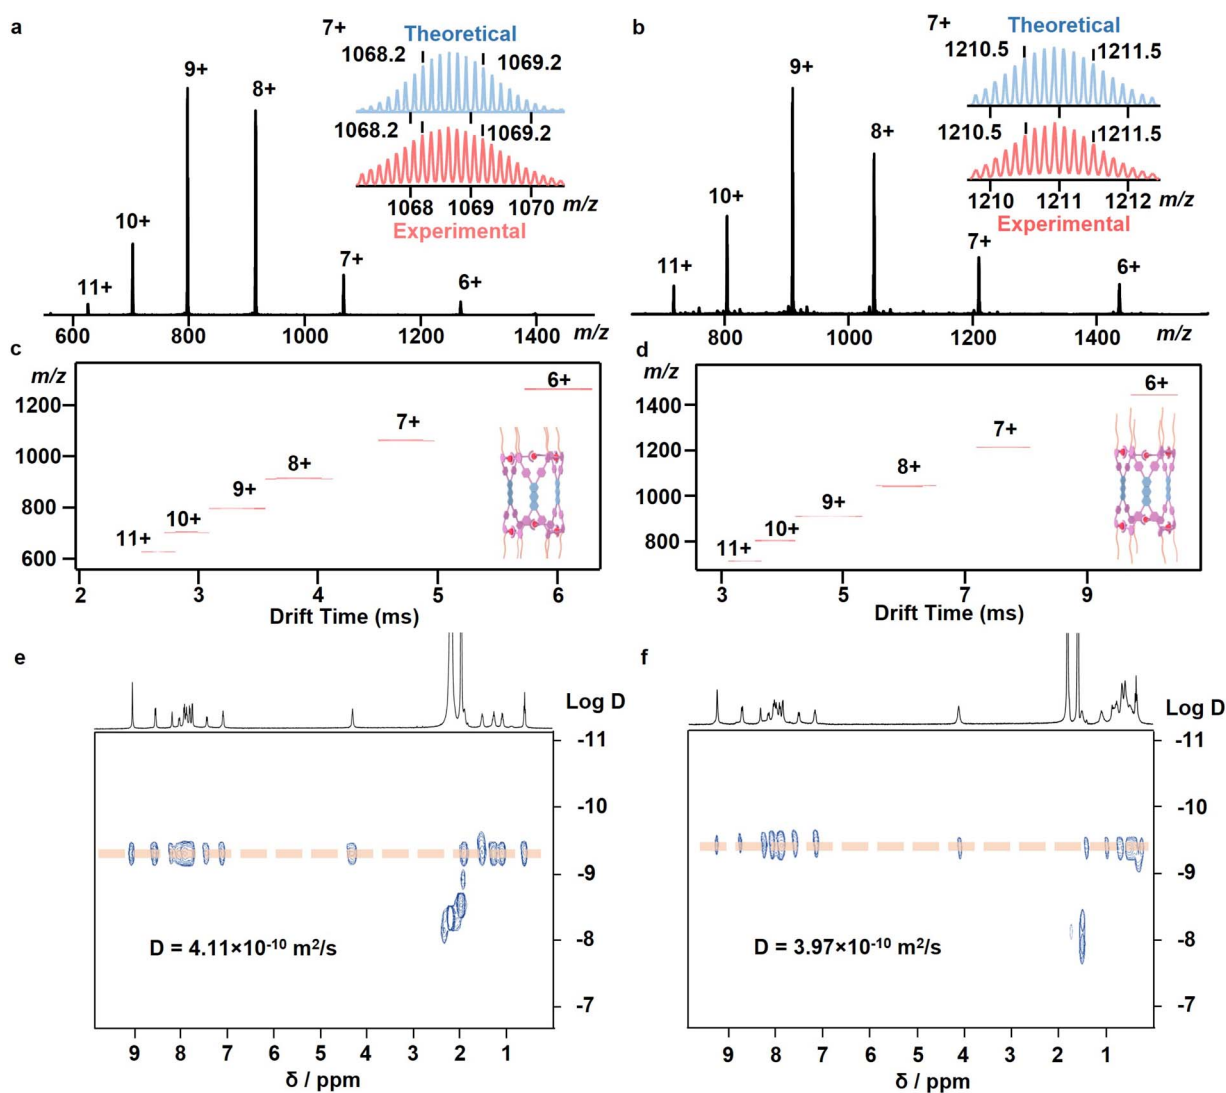 a
7+
Theoretical
1068.2
1069.2
1068.2
1069.2
1068 1069 1070 m/z
Experimental
11+
10+
9+
8+
7+
6+
600 800 1000 1200 1400 m/z
b
7+
Theoretical
1210.5
1211.5
1210.5
1211.5
1210 1211 1212 m/z
Experimental
11+
10+
9+
8+
7+
6+
800 1000 1200 1400 m/z
c
m/z
1200
1000
800
600
11+
10+
9+
8+
7+
6+
2 3 4 5 6
Drift Time (ms)
d
m/z
1400
1200
1000
800
11+
10+
9+
8+
7+
6+
3 5 7 9
Drift Time (ms)
e
Log D
-11
-10
-9
-8
-7
D = 4.11×10⁻¹⁰ m²/s
9 8 7 6 5 4 3 2 1
δ / ppm
f
Log D
-11
-10
-9
-8
-7
D = 3.97×10⁻¹⁰ m²/s
9 8 7 6 5 4 3 2 1
δ / ppm